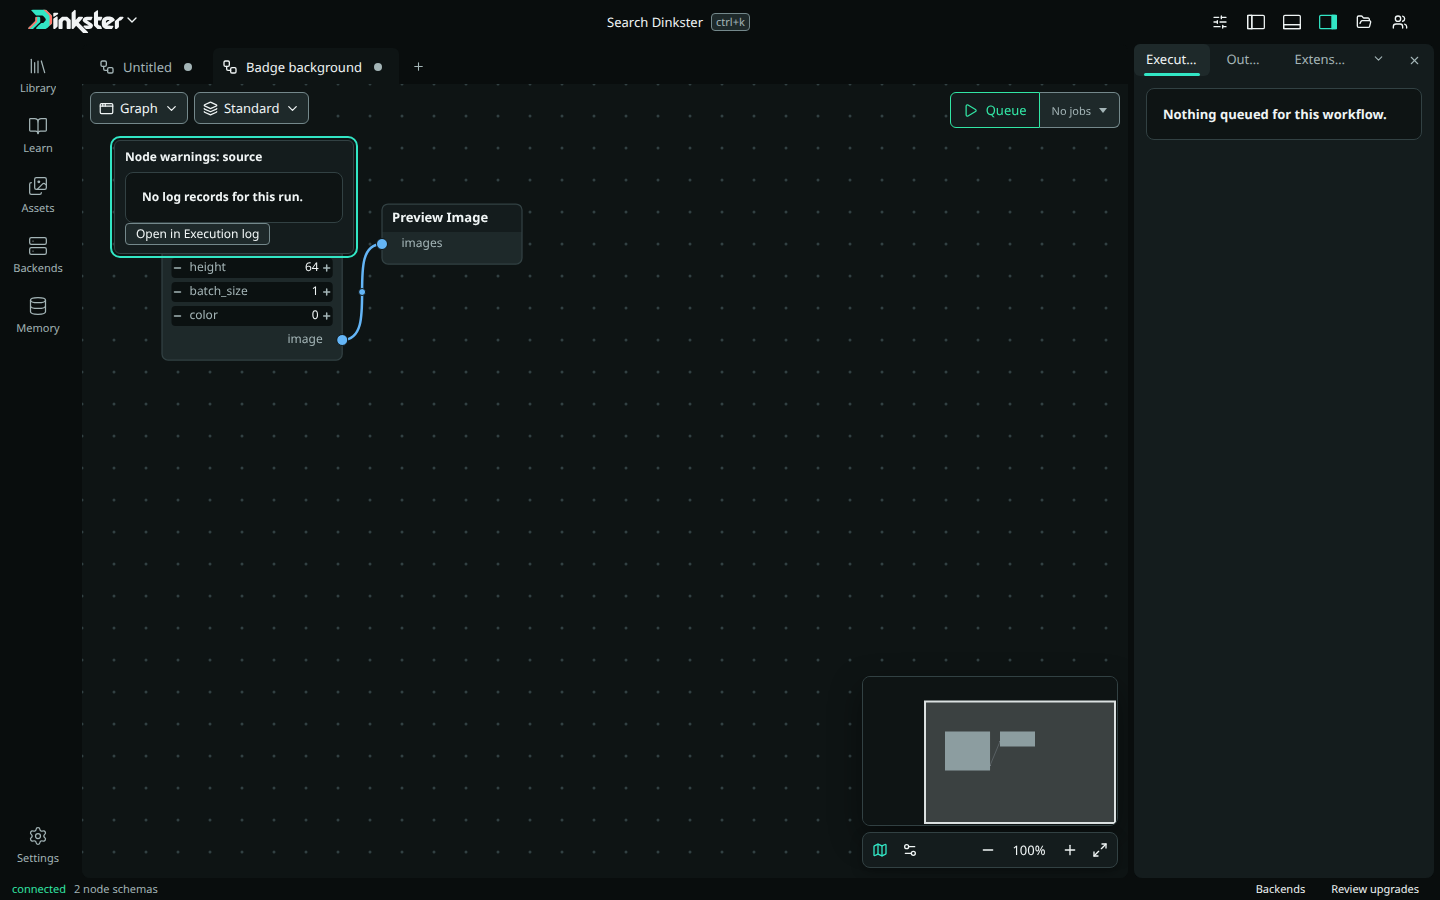 Dinkster
Search Dinkster ctrl+k
Library
Learn
Assets
Backends
Memory
Settings
Untitled
Badge background
Graph
Standard
Queue
No jobs
Node warnings: source
No log records for this run.
Open in Execution log
height 64
batch_size 1
color 0
image
Preview Image
images
100%
Execut...
Out...
Extens...
Nothing queued for this workflow.
connected 2 node schemas
Backends Review upgrades